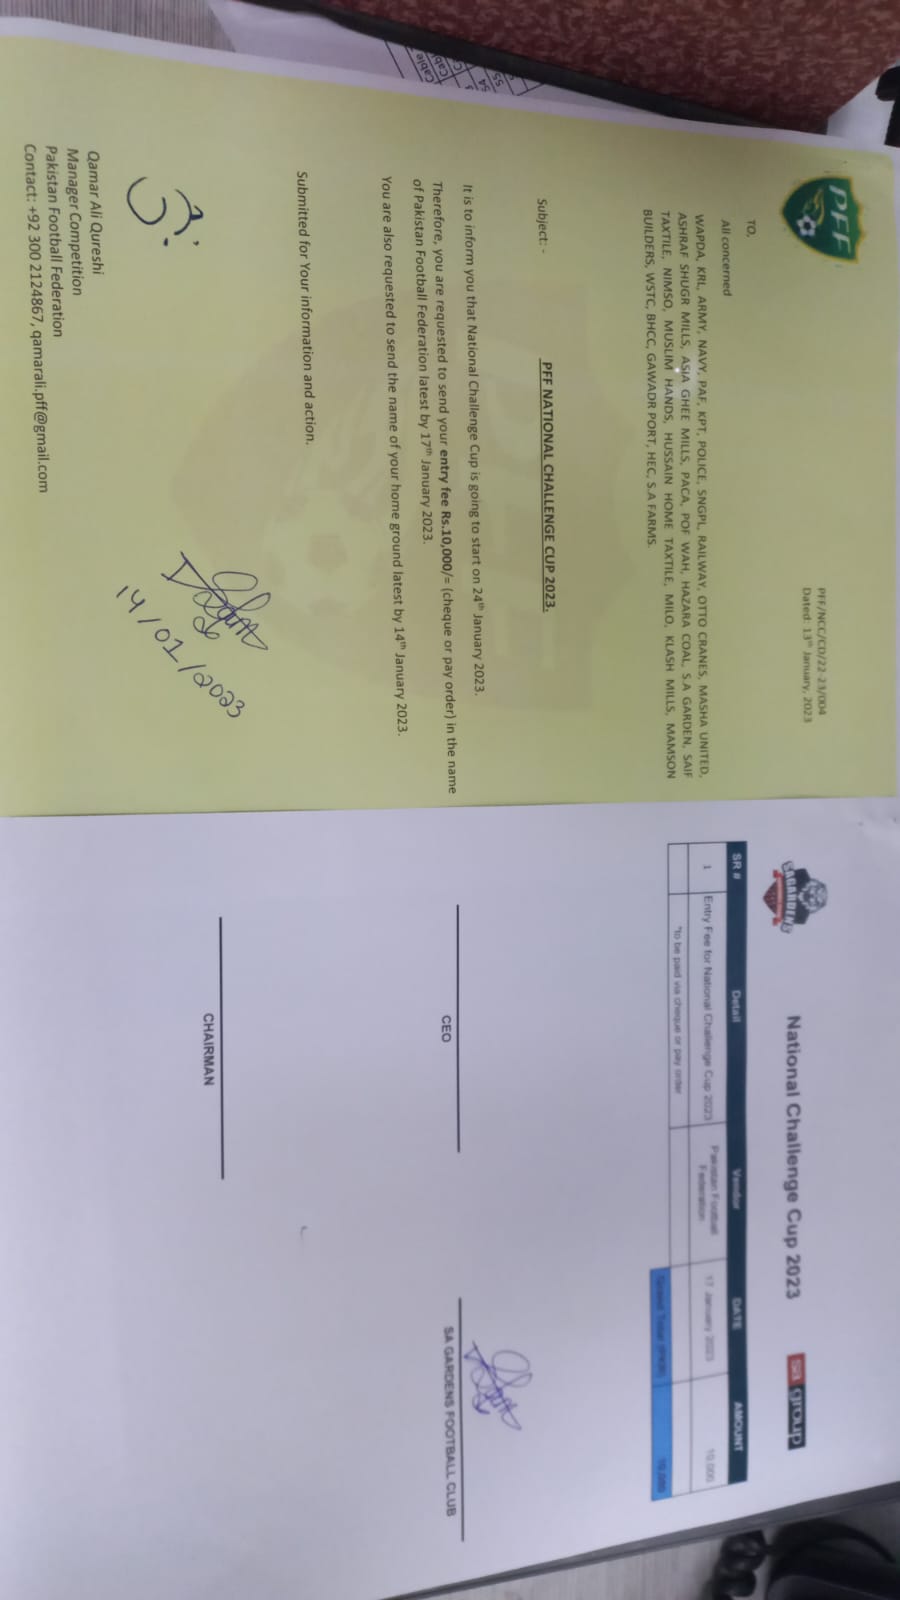 PFF
PFF/NCC/CD/22-23/004
Dated: 13th January, 2023
TO,
All concerned
WAPDA, KRL, ARMY, NAVY, PAF, KPT, POLICE, SNGPL, RAILWAY, OTTO CRANES, MASHA UNITED,
ASHRAF SHUGR MILLS, ASIA GHEE MILLS, PACA, POF WAH, HAZARA COAL, S.A GARDEN, SAIF
TAXTILE, NIMSO, MUSLIM HANDS, HUSSAIN HOME TAXTILE, MILO, KLASH MILLS, MAMSON
BUILDERS, WSTC, BHCC, GAWADR PORT, HEC, S.A FARMS.
Subject: - PFF NATIONAL CHALLENGE CUP 2023.
It is to inform you that National Challenge Cup is going to start on 24th January 2023.
Therefore, you are requested to send your entry fee Rs.10,000/= (cheque or pay order) in the name
of Pakistan Football Federation latest by 17th January 2023.
You are also requested to send the name of your home ground latest by 14th January 2023.
Submitted for Your information and action.
14/01/2023
Qamar Ali Qureshi
Manager Competition
Pakistan Football Federation
Contact: +92 300 2124867, qamarali.pff@gmail.com
SAGARDENS
National Challenge Cup 2023
sa group
SR # Detail Vendor DATE AMOUNT
1 Entry Fee for National Challenge Cup 2023 Pakistan Football
Federation 17 January 2023 10,000
*to be paid via cheque or pay order
Grand Total (PKR) 10,000
CEO
SA GARDENS FOOTBALL CLUB
CHAIRMAN